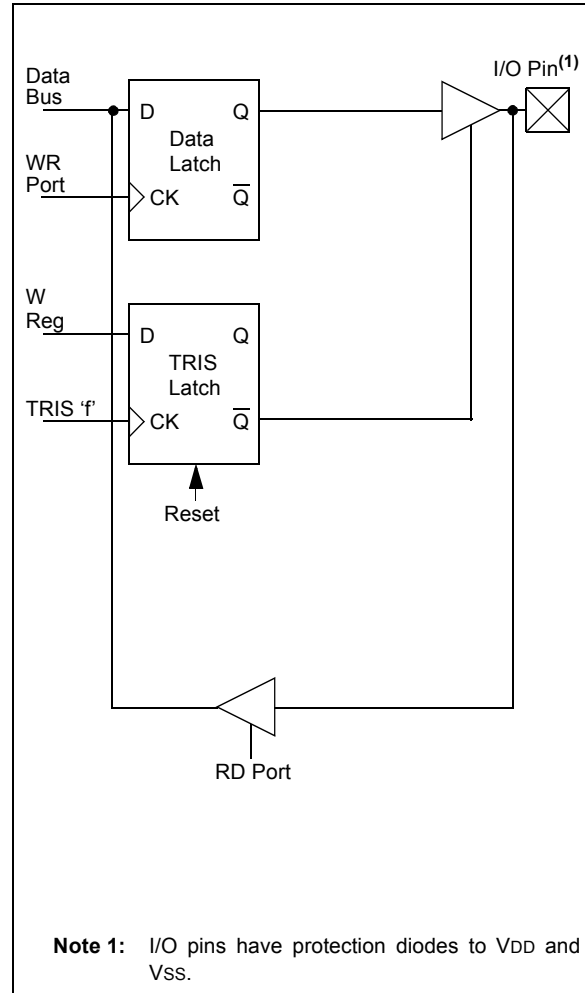 Data
Bus
I/O Pin(1)
D
Q
Data
Latch
WR
Port
CK
Q̅
W
Reg
D
Q
TRIS
Latch
TRIS ‘f’
CK
Q̅
Reset
RD Port
Note 1: I/O pins have protection diodes to VDD and
VSS.